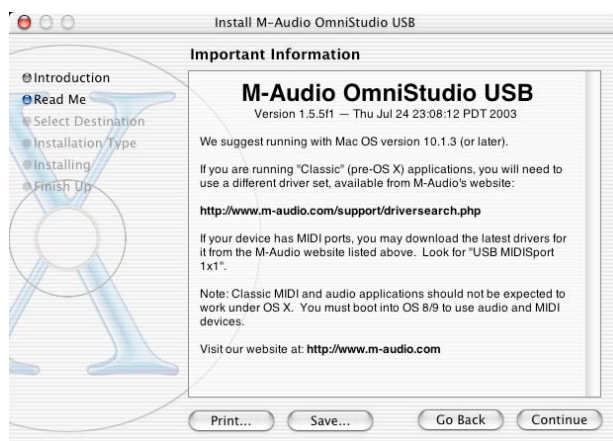 Install M-Audio OmniStudio USB
Important Information
Introduction
Read Me
Select Destination
Installation Type
Installing
Finish Up
M-Audio OmniStudio USB
Version 1.5.5f1 — Thu Jul 24 23:08:12 PDT 2003
We suggest running with Mac OS version 10.1.3 (or later).
If you are running "Classic" (pre-OS X) applications, you will need to
use a different driver set, available from M-Audio's website:
http://www.m-audio.com/support/driversearch.php
If your device has MIDI ports, you may download the latest drivers for
it from the M-Audio website listed above. Look for "USB MIDISport
1x1".
Note: Classic MIDI and audio applications should not be expected to
work under OS X. You must boot into OS 8/9 to use audio and MIDI
devices.
Visit our website at: http://www.m-audio.com
Print...
Save...
Go Back
Continue